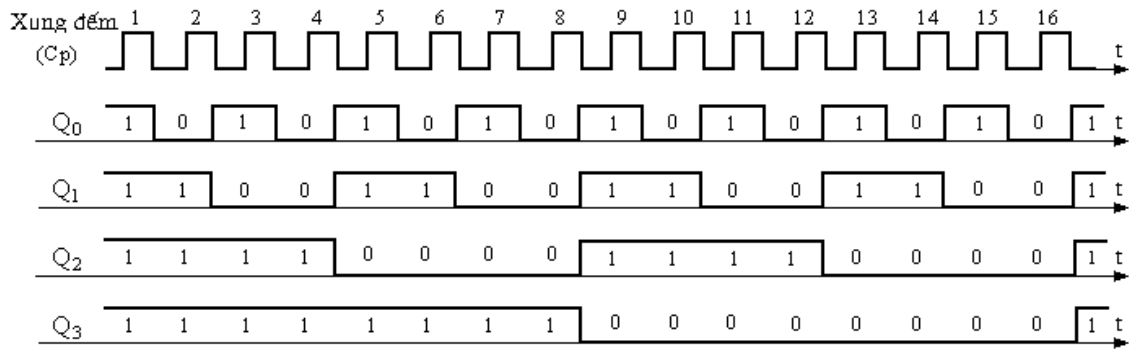 Xung đếm 1 2 3 4 5 6 7 8 9 10 11 12 13 14 15 16
(Cp) t
Q0 1 0 1 0 1 0 1 0 1 0 1 0 1 0 1 0 1 t
Q1 1 1 0 0 1 1 0 0 1 1 0 0 1 1 0 0 1 t
Q2 1 1 1 1 0 0 0 0 1 1 1 1 0 0 0 0 1 t
Q3 1 1 1 1 1 1 1 1 0 0 0 0 0 0 0 0 1 t